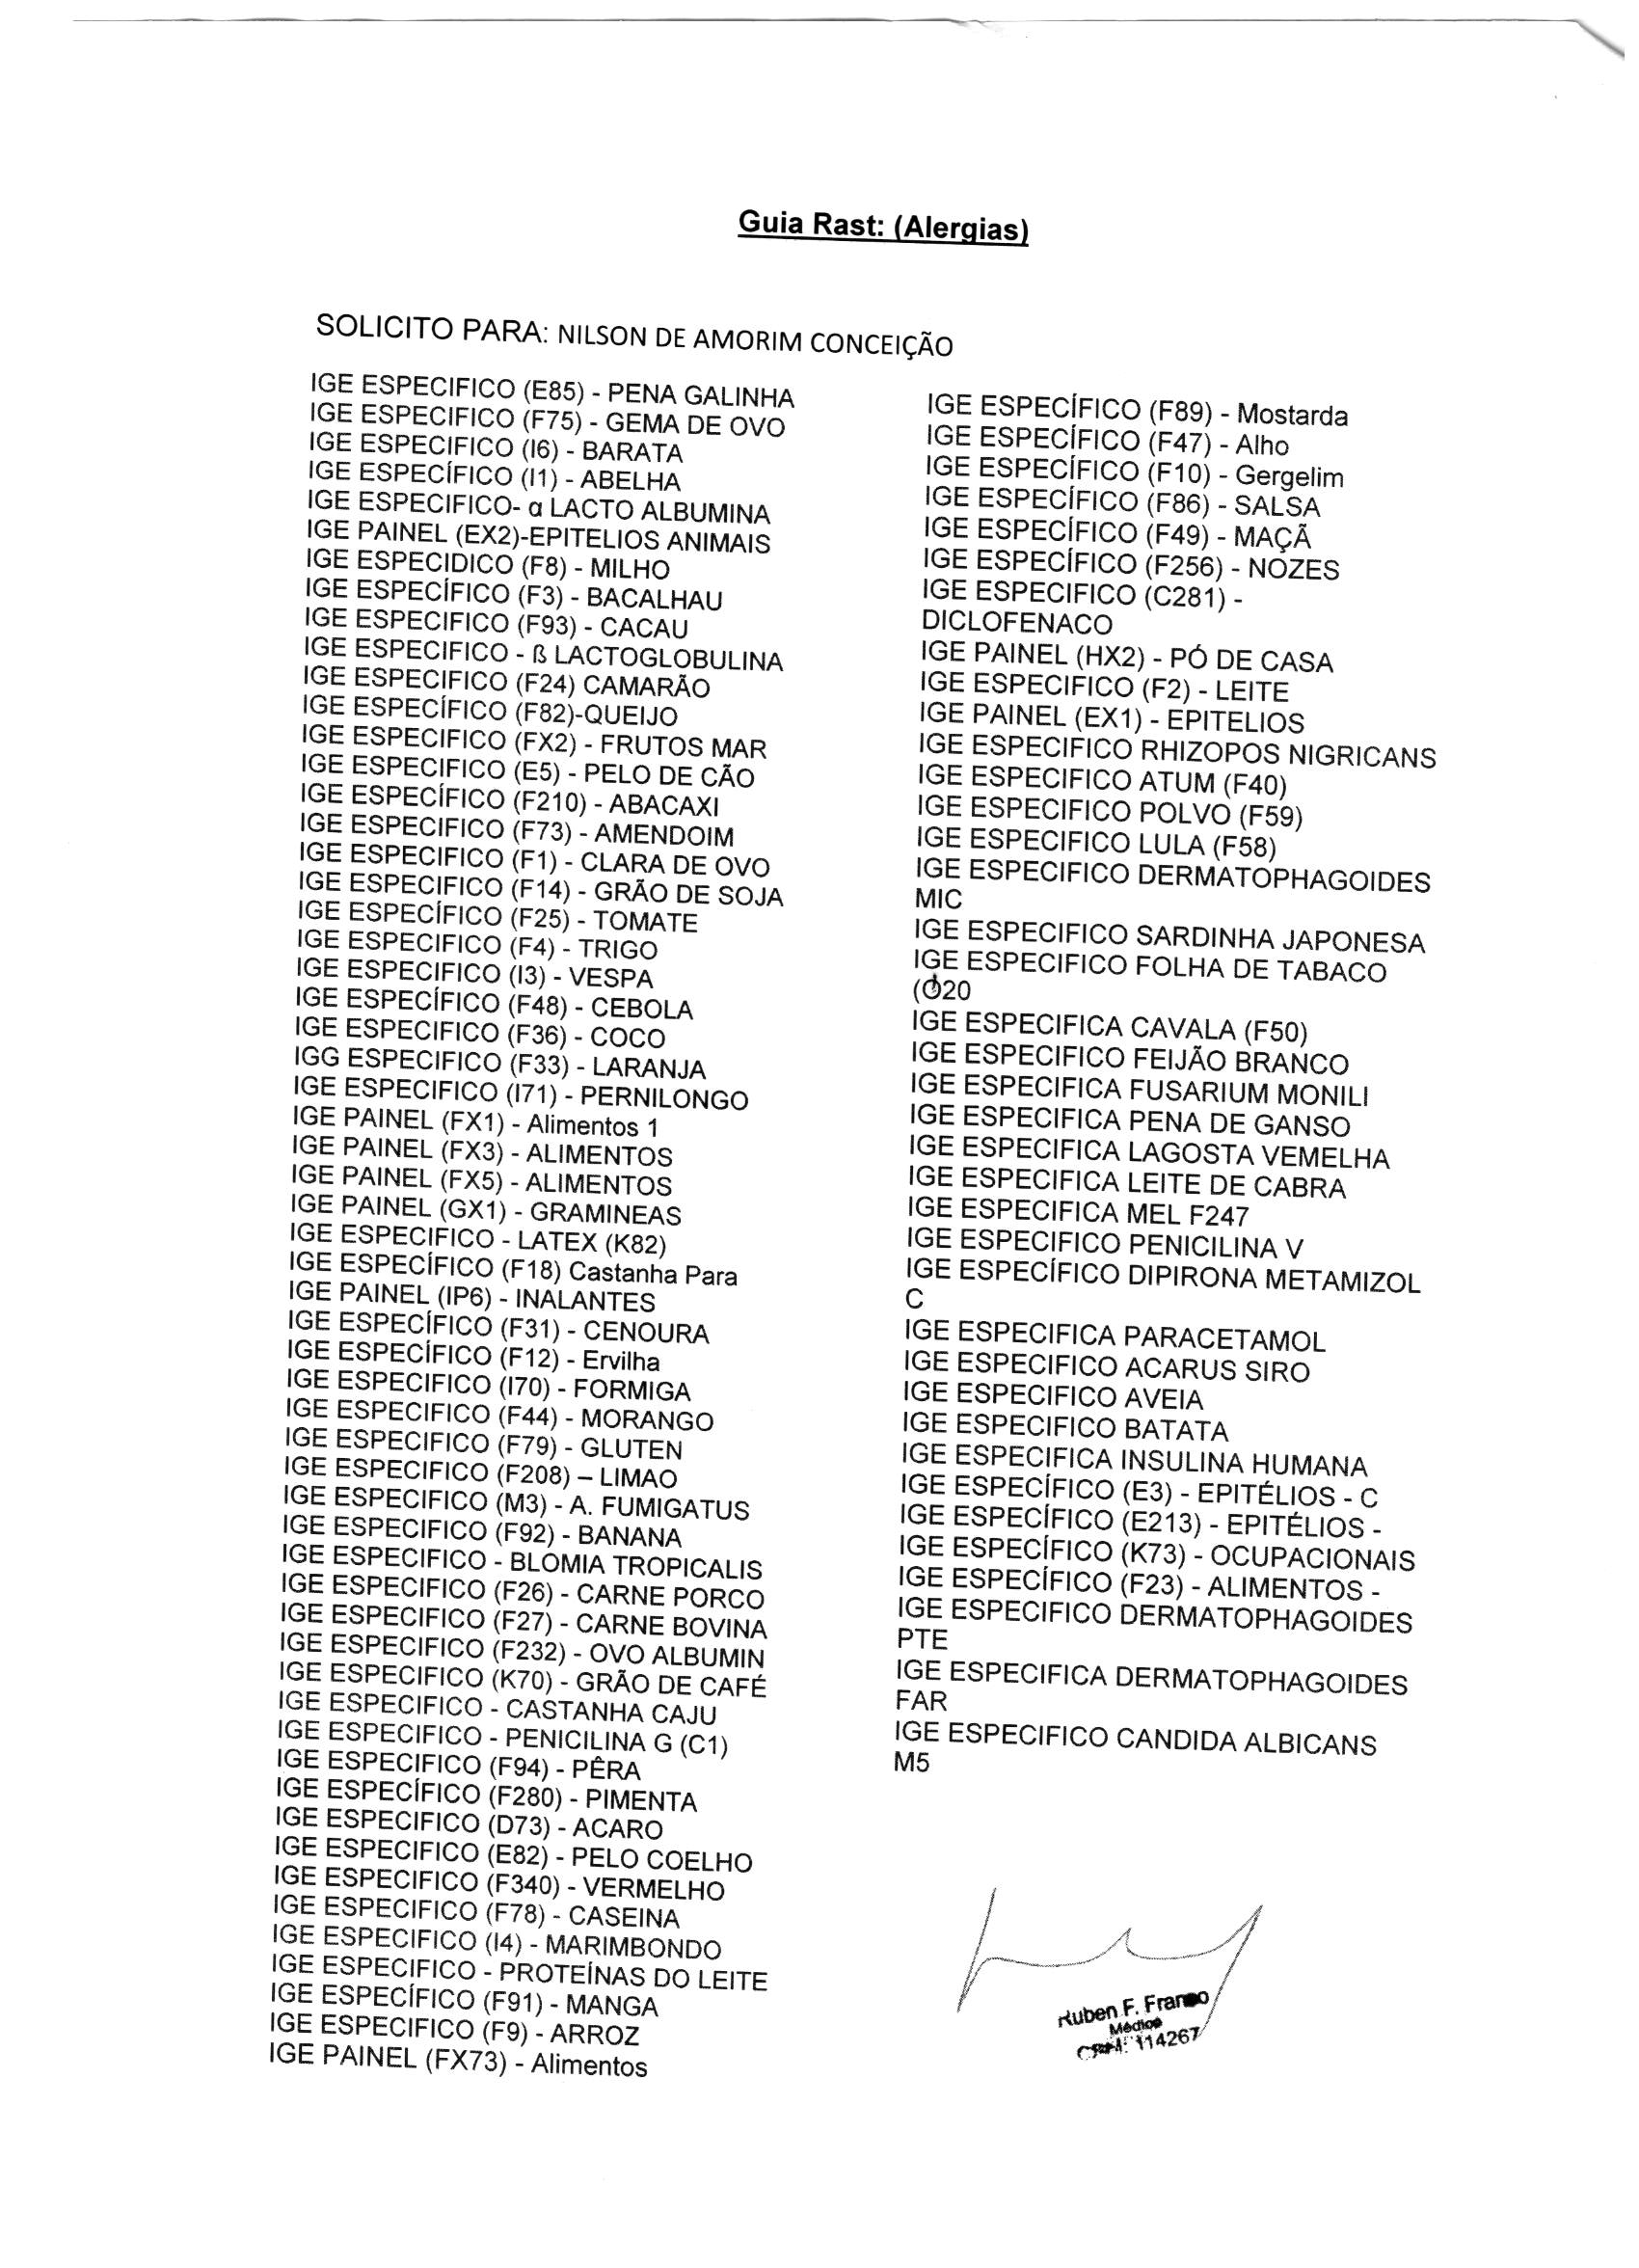 Guia Rast: (Alergias)
SOLICITO PARA: NILSON DE AMORIM CONCEIÇÃO
IGE ESPECIFICO (E85) - PENA GALINHA
IGE ESPECIFICO (F75) - GEMA DE OVO
IGE ESPECIFICO (I6) - BARATA
IGE ESPECÍFICO (I1) - ABELHA
IGE ESPECIFICO- α LACTO ALBUMINA
IGE PAINEL (EX2)-EPITELIOS ANIMAIS
IGE ESPECIDICO (F8) - MILHO
IGE ESPECÍFICO (F3) - BACALHAU
IGE ESPECIFICO (F93) - CACAU
IGE ESPECIFICO - ß LACTOGLOBULINA
IGE ESPECIFICO (F24) CAMARÃO
IGE ESPECÍFICO (F82)-QUEIJO
IGE ESPECIFICO (FX2) - FRUTOS MAR
IGE ESPECIFICO (E5) - PELO DE CÃO
IGE ESPECÍFICO (F210) - ABACAXI
IGE ESPECIFICO (F73) - AMENDOIM
IGE ESPECIFICO (F1) - CLARA DE OVO
IGE ESPECIFICO (F14) - GRÃO DE SOJA
IGE ESPECÍFICO (F25) - TOMATE
IGE ESPECIFICO (F4) - TRIGO
IGE ESPECIFICO (I3) - VESPA
IGE ESPECÍFICO (F48) - CEBOLA
IGE ESPECIFICO (F36) - COCO
IGG ESPECIFICO (F33) - LARANJA
IGE ESPECIFICO (I71) - PERNILONGO
IGE PAINEL (FX1) - Alimentos 1
IGE PAINEL (FX3) - ALIMENTOS
IGE PAINEL (FX5) - ALIMENTOS
IGE PAINEL (GX1) - GRAMINEAS
IGE ESPECIFICO - LATEX (K82)
IGE ESPECÍFICO (F18) Castanha Para
IGE PAINEL (IP6) - INALANTES
IGE ESPECÍFICO (F31) - CENOURA
IGE ESPECÍFICO (F12) - Ervilha
IGE ESPECIFICO (I70) - FORMIGA
IGE ESPECIFICO (F44) - MORANGO
IGE ESPECIFICO (F79) - GLUTEN
IGE ESPECIFICO (F208) – LIMAO
IGE ESPECIFICO (M3) - A. FUMIGATUS
IGE ESPECIFICO (F92) - BANANA
IGE ESPECIFICO - BLOMIA TROPICALIS
IGE ESPECIFICO (F26) - CARNE PORCO
IGE ESPECIFICO (F27) - CARNE BOVINA
IGE ESPECIFICO (F232) - OVO ALBUMIN
IGE ESPECIFICO (K70) - GRÃO DE CAFÉ
IGE ESPECIFICO - CASTANHA CAJU
IGE ESPECIFICO - PENICILINA G (C1)
IGE ESPECIFICO (F94) - PÊRA
IGE ESPECÍFICO (F280) - PIMENTA
IGE ESPECIFICO (D73) - ACARO
IGE ESPECIFICO (E82) - PELO COELHO
IGE ESPECIFICO (F340) - VERMELHO
IGE ESPECIFICO (F78) - CASEINA
IGE ESPECIFICO (I4) - MARIMBONDO
IGE ESPECIFICO - PROTEÍNAS DO LEITE
IGE ESPECÍFICO (F91) - MANGA
IGE ESPECIFICO (F9) - ARROZ
IGE PAINEL (FX73) - Alimentos
IGE ESPECÍFICO (F89) - Mostarda
IGE ESPECÍFICO (F47) - Alho
IGE ESPECÍFICO (F10) - Gergelim
IGE ESPECÍFICO (F86) - SALSA
IGE ESPECÍFICO (F49) - MAÇÃ
IGE ESPECÍFICO (F256) - NOZES
IGE ESPECIFICO (C281) -
DICLOFENACO
IGE PAINEL (HX2) - PÓ DE CASA
IGE ESPECIFICO (F2) - LEITE
IGE PAINEL (EX1) - EPITELIOS
IGE ESPECIFICO RHIZOPOS NIGRICANS
IGE ESPECIFICO ATUM (F40)
IGE ESPECIFICO POLVO (F59)
IGE ESPECIFICO LULA (F58)
IGE ESPECIFICO DERMATOPHAGOIDES
MIC
IGE ESPECIFICO SARDINHA JAPONESA
IGE ESPECIFICO FOLHA DE TABACO
(O20
IGE ESPECIFICA CAVALA (F50)
IGE ESPECIFICO FEIJÃO BRANCO
IGE ESPECIFICA FUSARIUM MONILI
IGE ESPECIFICA PENA DE GANSO
IGE ESPECIFICA LAGOSTA VEMELHA
IGE ESPECIFICA LEITE DE CABRA
IGE ESPECIFICA MEL F247
IGE ESPECIFICO PENICILINA V
IGE ESPECÍFICO DIPIRONA METAMIZOL
C
IGE ESPECIFICA PARACETAMOL
IGE ESPECIFICO ACARUS SIRO
IGE ESPECIFICO AVEIA
IGE ESPECIFICO BATATA
IGE ESPECIFICA INSULINA HUMANA
IGE ESPECÍFICO (E3) - EPITÉLIOS - C
IGE ESPECÍFICO (E213) - EPITÉLIOS -
IGE ESPECÍFICO (K73) - OCUPACIONAIS
IGE ESPECÍFICO (F23) - ALIMENTOS -
IGE ESPECIFICO DERMATOPHAGOIDES
PTE
IGE ESPECIFICA DERMATOPHAGOIDES
FAR
IGE ESPECIFICO CANDIDA ALBICANS
M5
Ruben F. Franco
Médico
CRM: 114267